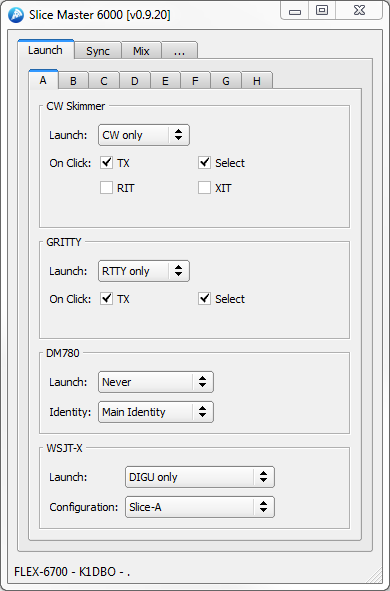 Slice Master 6000 [v0.9.20]
Launch Sync Mix ...
A B C D E F G H
CW Skimmer
Launch: CW only
On Click: TX Select
RIT XIT
GRITTY
Launch: RTTY only
On Click: TX Select
DM780
Launch: Never
Identity: Main Identity
WSJT-X
Launch: DIGU only
Configuration: Slice-A
FLEX-6700 - K1DBO - .